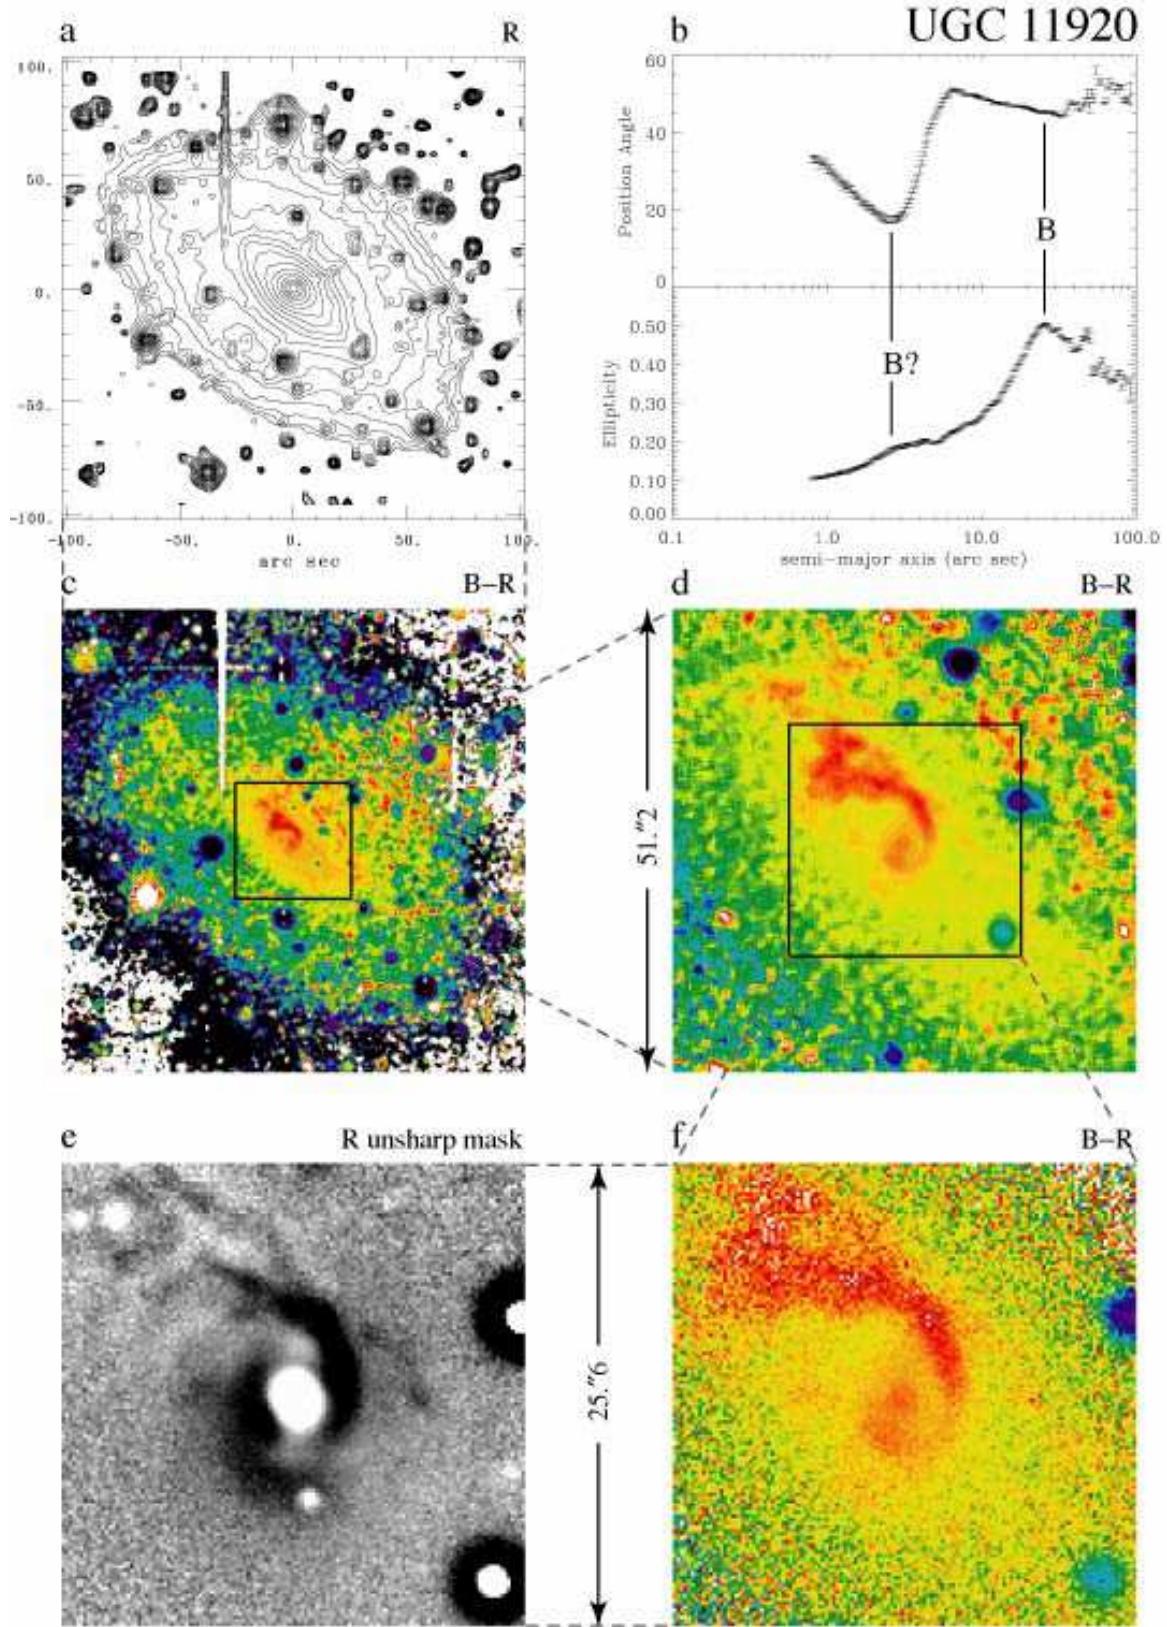 UGC 11920
a
R
100.
50.
0.
-50.
-100.
-100.
-50.
0.
50.
100.
arc sec
b
60
40
20
0
Position Angle
B
B?
0.50
0.40
0.30
0.20
0.10
0.00
Ellipticity
0.1
1.0
10.0
100.0
semi-major axis (arc sec)
c
B-R
d
B-R
51."2
e
R unsharp mask
25."6
f
B-R